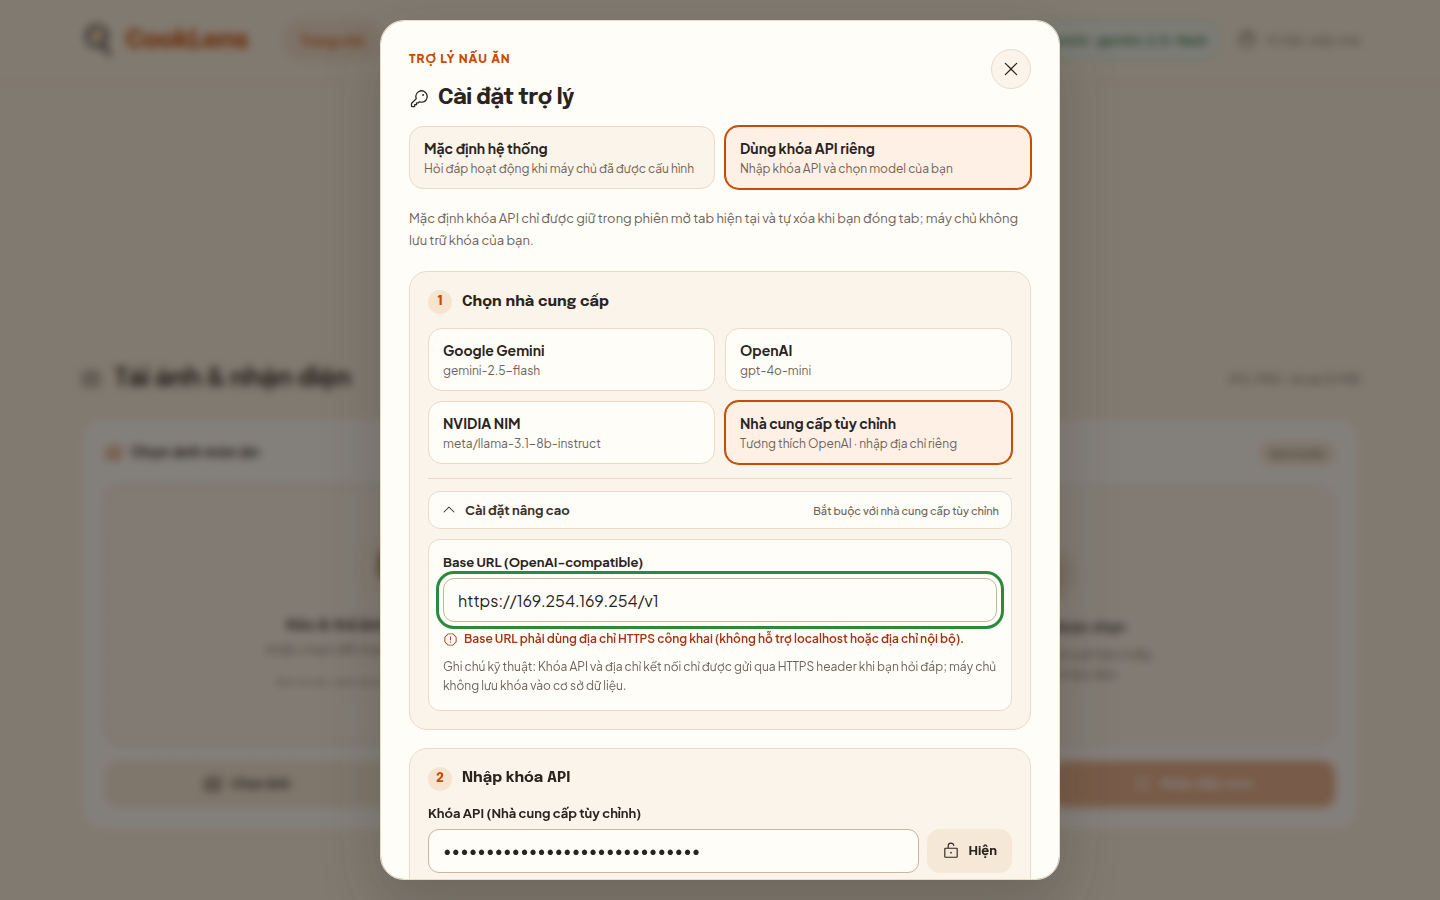 CookLens
TRỢ LÝ NẤU ĂN
Cài đặt trợ lý
Mặc định hệ thống
Hỏi đáp hoạt động khi máy chủ đã được cấu hình
Dùng khóa API riêng
Nhập khóa API và chọn model của bạn
Mặc định khóa API chỉ được giữ trong phiên mở tab hiện tại và tự xóa khi bạn đóng tab; máy chủ không
lưu trữ khóa của bạn.
1 Chọn nhà cung cấp
Google Gemini
gemini-2.5-flash
OpenAI
gpt-4o-mini
NVIDIA NIM
meta/llama-3.1-8b-instruct
Nhà cung cấp tùy chỉnh
Tương thích OpenAI · nhập địa chỉ riêng
Cài đặt nâng cao
Bắt buộc với nhà cung cấp tùy chỉnh
Base URL (OpenAI-compatible)
https://169.254.169.254/v1
Base URL phải dùng địa chỉ HTTPS công khai (không hỗ trợ localhost hoặc địa chỉ nội bộ).
Ghi chú kỹ thuật: Khóa API và địa chỉ kết nối chỉ được gửi qua HTTPS header khi bạn hỏi đáp; máy chủ
không lưu khóa vào cơ sở dữ liệu.
2 Nhập khóa API
Khóa API (Nhà cung cấp tùy chỉnh)
•••••••••••••••••••••••••••••
Hiện
Tải ảnh & nhận diện
Chọn ảnh món ăn